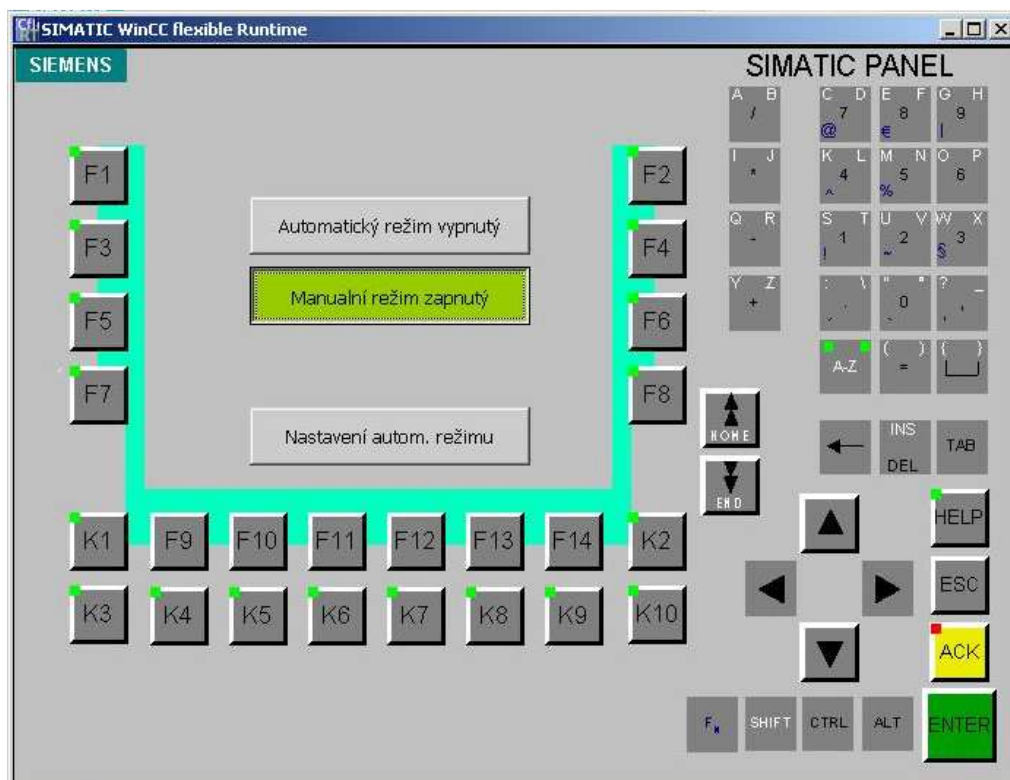 SIMATIC WinCC flexible Runtime
SIEMENS
SIMATIC PANEL
A B
/
C D
7
@
E F
8
€
G H
9
|
I J
*
K L
4
^
M N
5
%
O P
6
Q R
-
S T
1
!
U V
2
~
W X
3
§
Y Z
+
: \
.
" °
0
? _
,
A-Z
( )
=
{ }
F1
F2
Automatický režim vypnutý
F3
F4
Manualní režim zapnutý
F5
F6
F7
F8
Nastavení autom. režimu
HOME
END
INS
DEL
TAB
K1 F9 F10 F11 F12 F13 F14 K2
K3 K4 K5 K6 K7 K8 K9 K10
HELP
ESC
ACK
FN SHIFT CTRL ALT ENTER